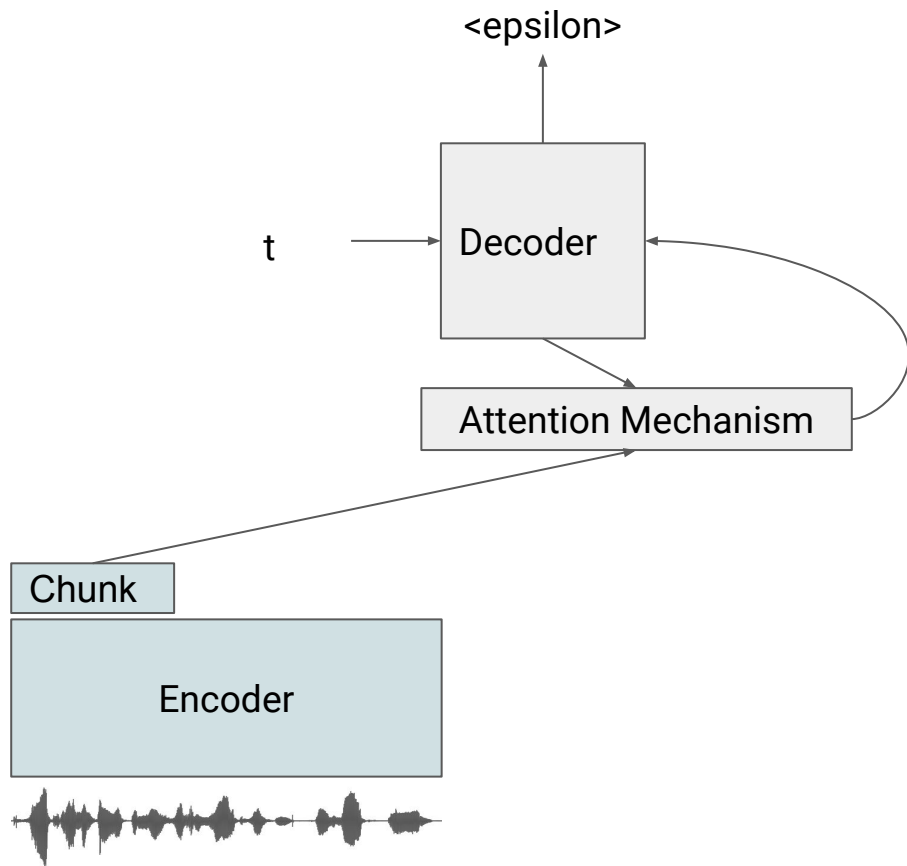 <epsilon>
t
Decoder
Attention Mechanism
Chunk
Encoder